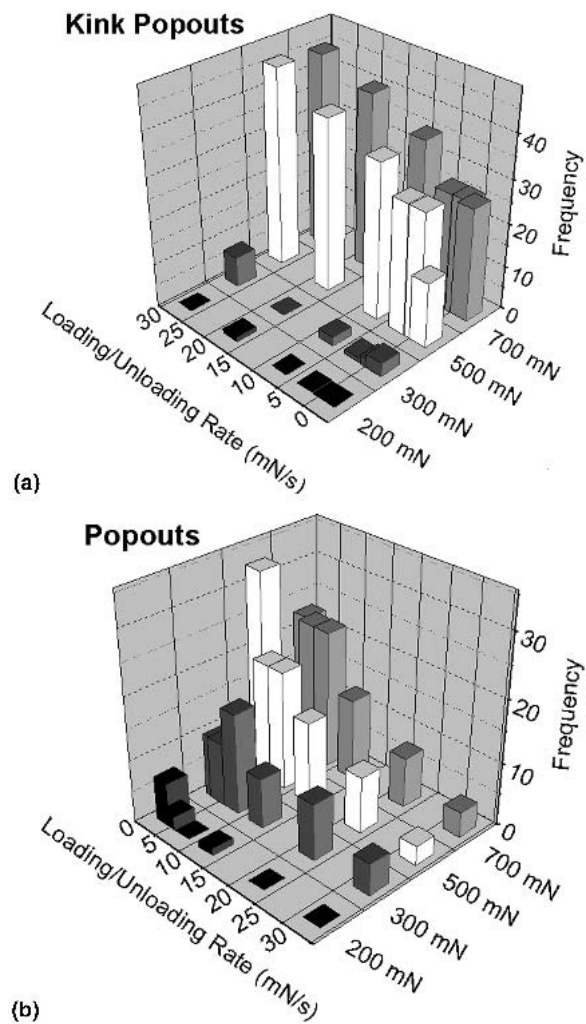 Kink Popouts
40
30
20
10
0
Frequency
30
25
20
15
10
5
0
Loading/Unloading Rate (mN/s)
700 mN
500 mN
300 mN
200 mN
(a)
Popouts
30
20
10
0
Frequency
0
5
10
15
20
25
30
Loading/Unloading Rate (mN/s)
700 mN
500 mN
300 mN
200 mN
(b)